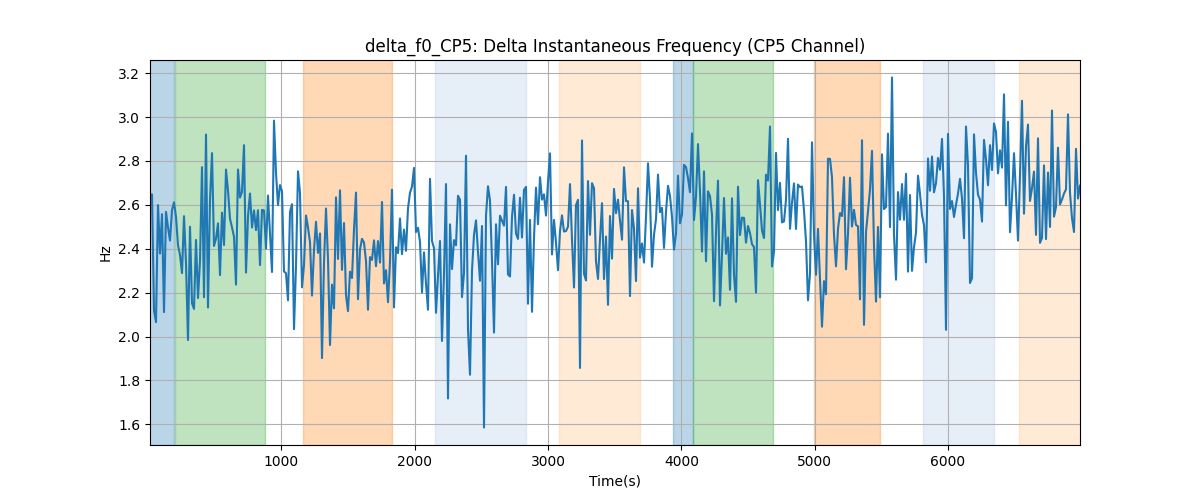 delta_f0_CP5: Delta Instantaneous Frequency (CP5 Channel)
3.2
3.0
2.8
2.6
2.4
2.2
2.0
1.8
1.6
Hz
1000 2000 3000 4000 5000 6000
Time(s)